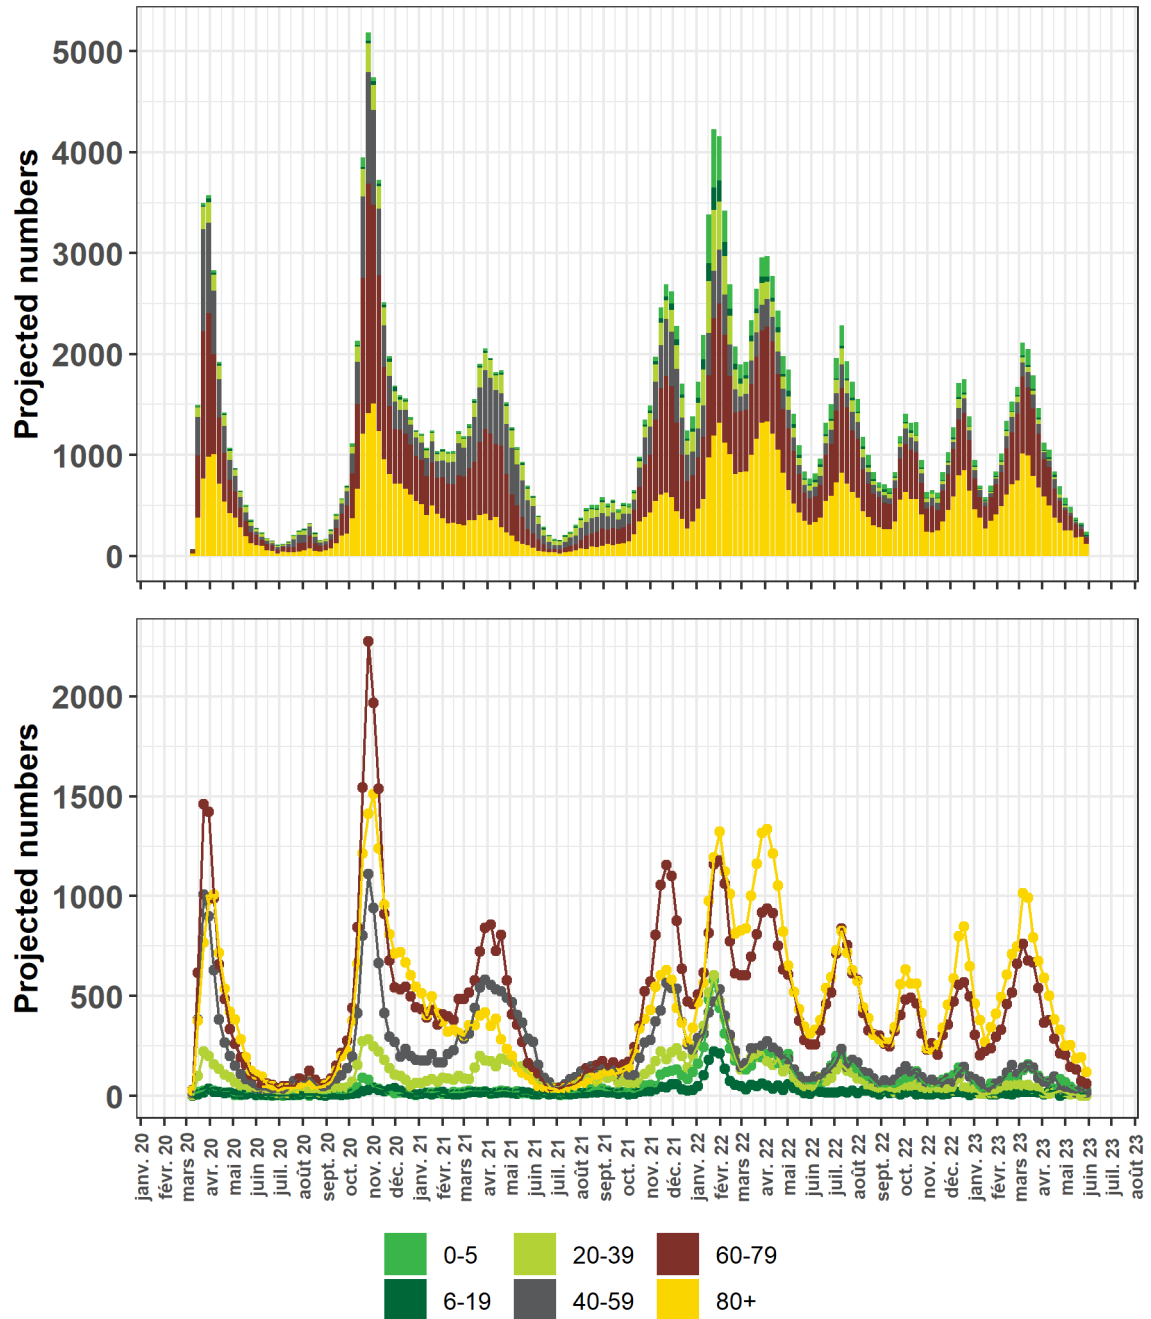 Projected numbers
5000
4000
3000
2000
1000
0
Projected numbers
2000
1500
1000
500
0
janv. 20
févr. 20
mars 20
avr. 20
mai 20
juin 20
juil. 20
août 20
sept. 20
oct. 20
nov. 20
déc. 20
janv. 21
févr. 21
mars 21
avr. 21
mai 21
juin 21
juil. 21
août 21
sept. 21
oct. 21
nov. 21
déc. 21
janv. 22
févr. 22
mars 22
avr. 22
mai 22
juin 22
juil. 22
août 22
sept. 22
oct. 22
nov. 22
déc. 22
janv. 23
févr. 23
mars 23
avr. 23
mai 23
juin 23
juil. 23
août 23
0-5 20-39 60-79
6-19 40-59 80+